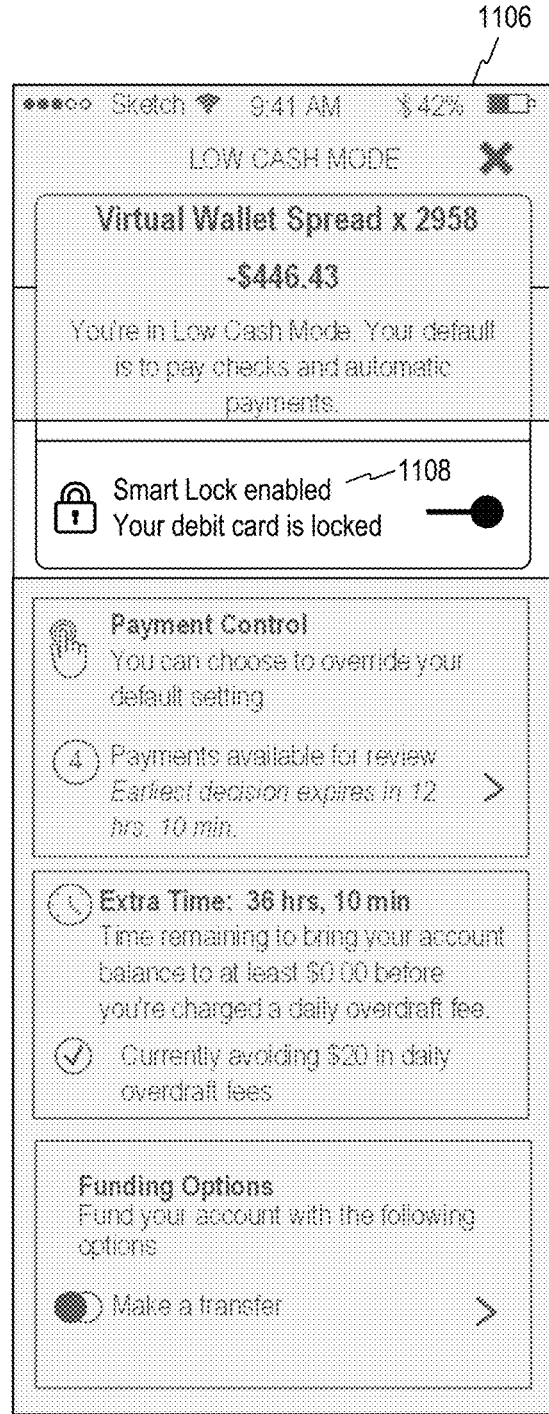 1106
Sketch 9:41 AM 42%
LOW CASH MODE
Virtual Wallet Spread x 2958
-$446.43
You're in Low Cash Mode. Your default
is to pay checks and automatic
payments.
Smart Lock enabled 1108
Your debit card is locked
Payment Control
You can choose to override your
default setting
4 Payments available for review
Earliest decision expires in 12
hrs, 10 min.
Extra Time: 36 hrs, 10 min
Time remaining to bring your account
balance to at least $0.00 before
you're charged a daily overdraft fee.
Currently avoiding $20 in daily
overdraft fees
Funding Options
Fund your account with the following
options
Make a transfer